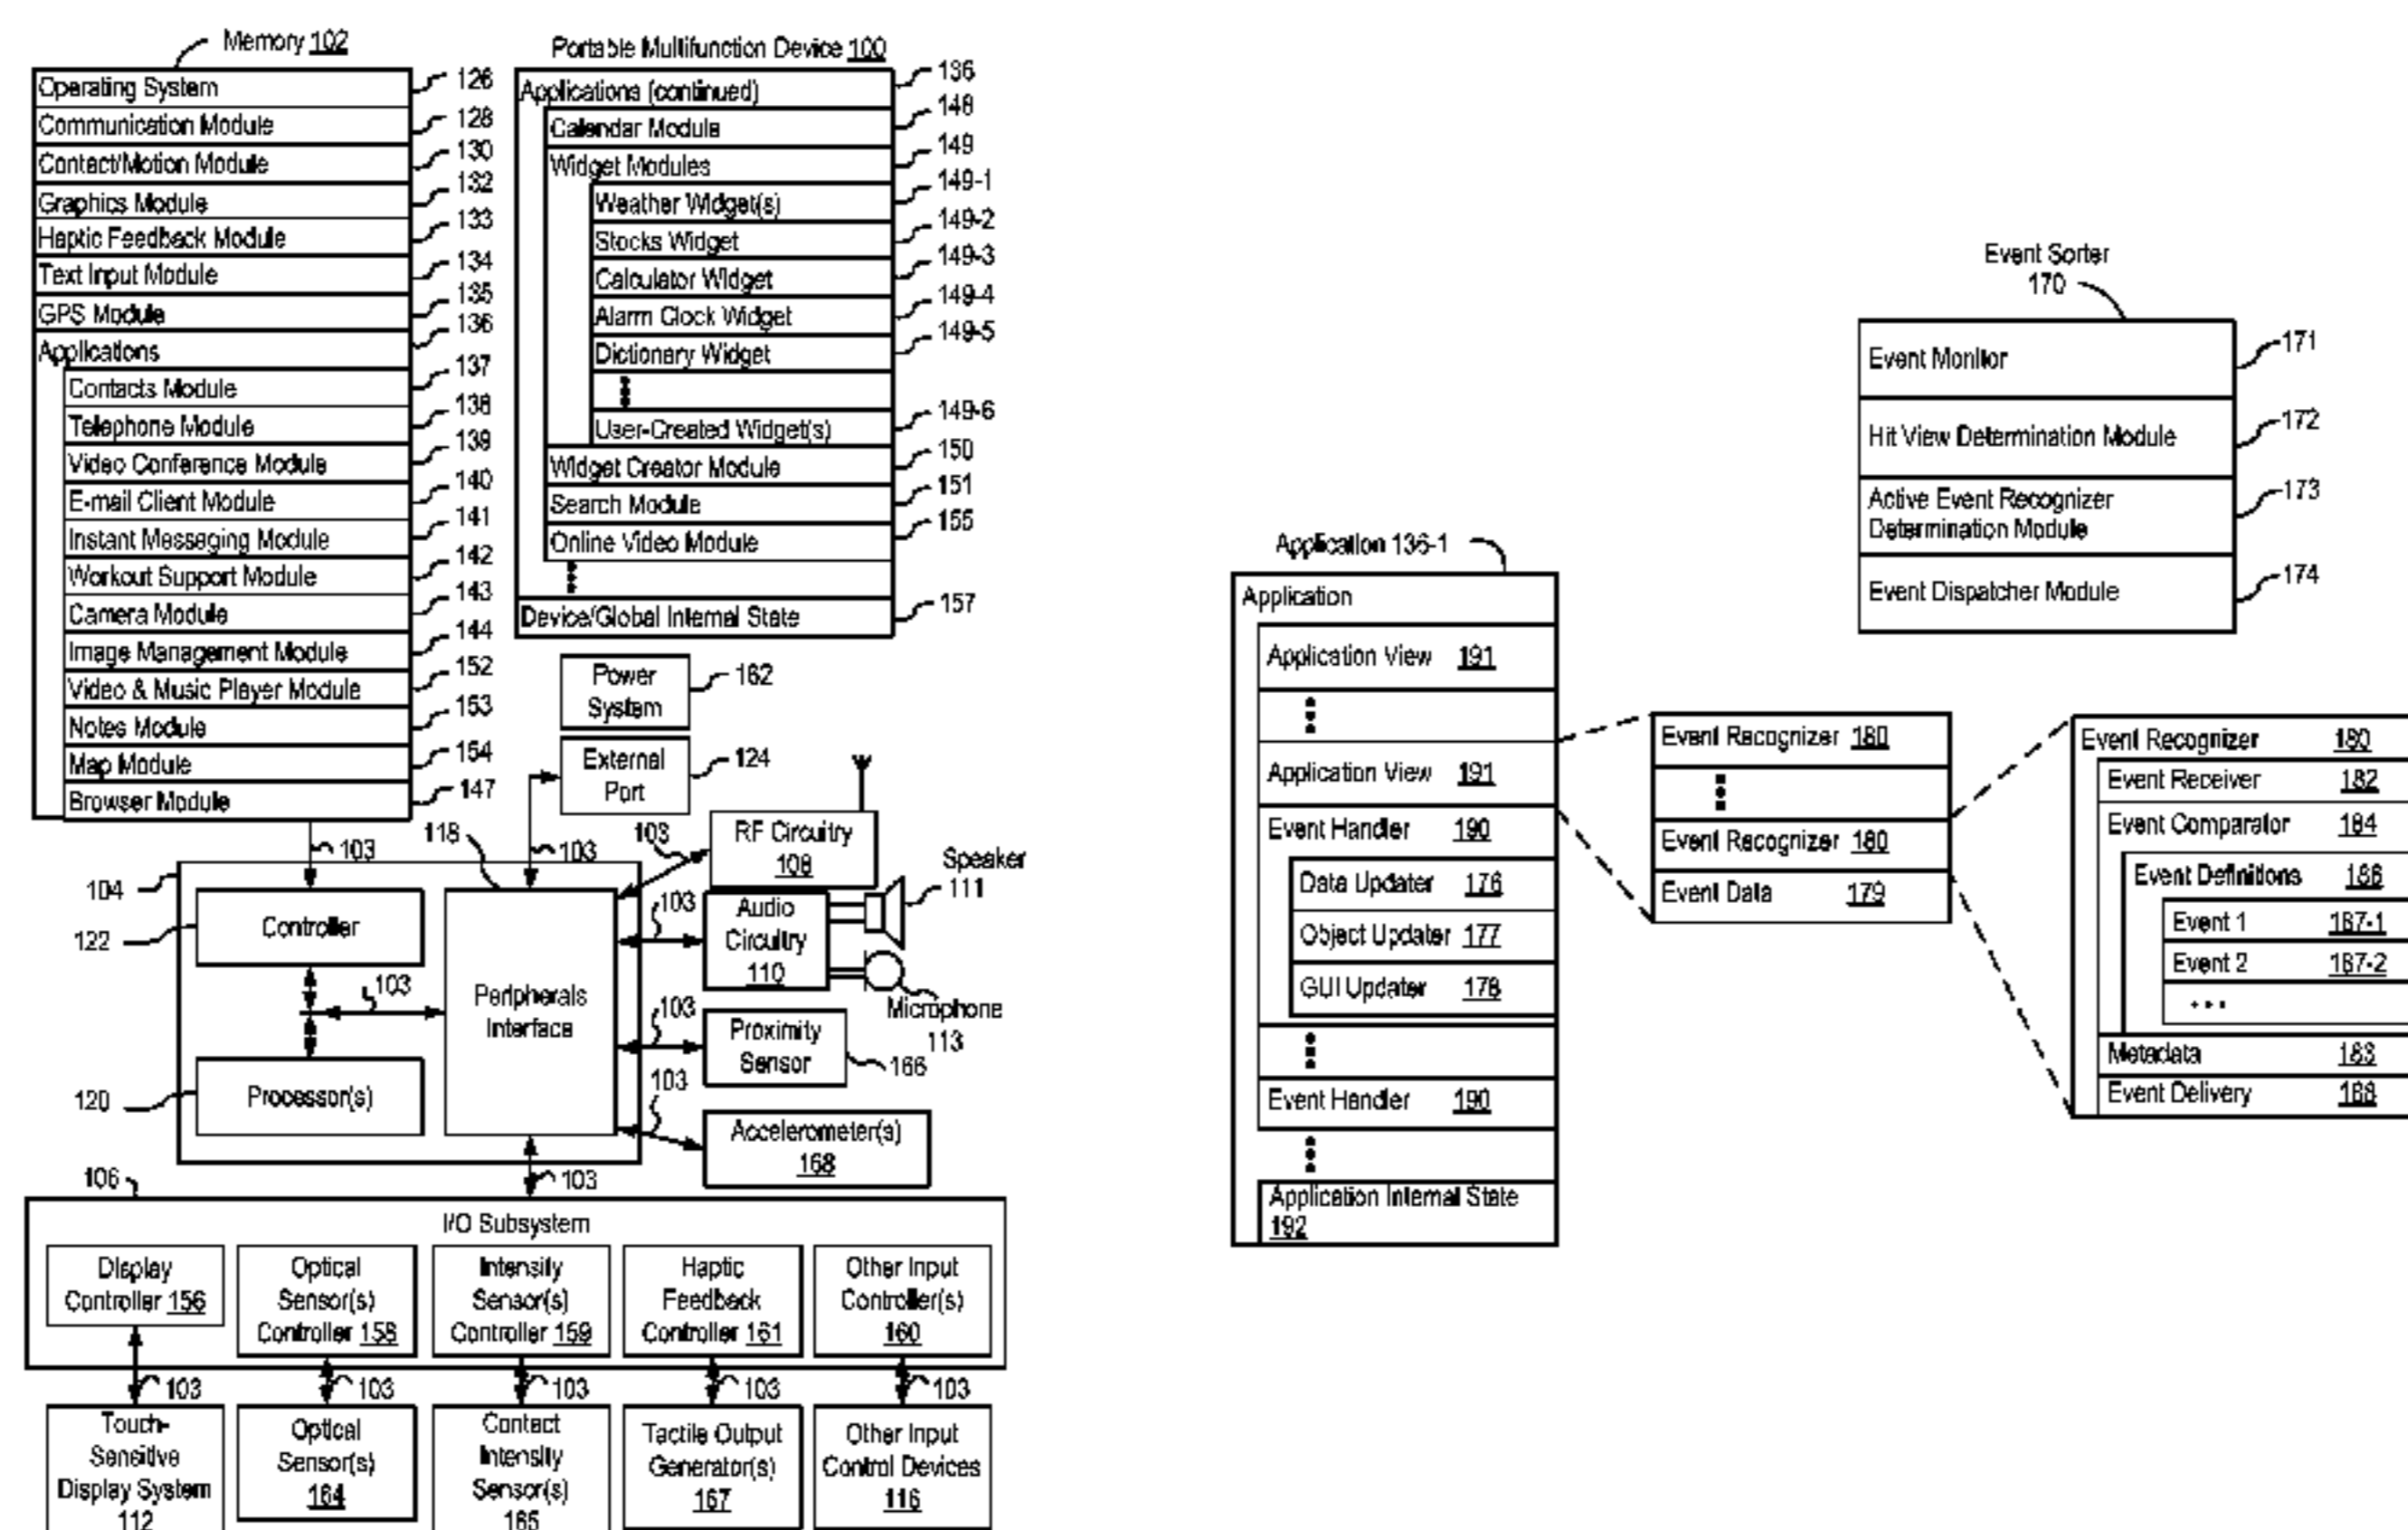 Memory 102
Operating System
126
Communication Module
128
Contact/Motion Module
130
Graphics Module
132
Haptic Feedback Module
133
Text Input Module
134
GPS Module
135
Applications
136
Contacts Module
137
Telephone Module
138
Video Conference Module
139
E-mail Client Module
140
Instant Messaging Module
141
Workout Support Module
142
Camera Module
143
Image Management Module
144
Video & Music Player Module
152
Notes Module
153
Map Module
154
Browser Module
147
Portable Multifunction Device 100
Applications (continued)
136
Calendar Module
148
Widget Modules
149
Weather Widget(s)
149-1
Stocks Widget
149-2
Calculator Widget
149-3
Alarm Clock Widget
149-4
Dictionary Widget
149-5
User-Created Widget(s)
149-6
Widget Creator Module
150
Search Module
151
Online Video Module
155
Device/Global Internal State
157
Power
System
162
External
Port
124
118
103
103
103
RF Circuitry
108
Speaker
111
104
Controller
122
103
Audio
Circuitry
110
Microphone
113
103
Peripherals
Interface
103
Proximity
Sensor
166
Processor(s)
120
103
Accelerometer(s)
168
106
103
I/O Subsystem
Display
Controller 156
Optical
Sensor(s)
Controller 158
Intensity
Sensor(s)
Controller 159
Haptic
Feedback
Controller 161
Other Input
Controller(s)
160
103
103
103
103
103
Touch-
Sensitive
Display System
112
Optical
Sensor(s)
164
Contact
Intensity
Sensor(s)
165
Tactile Output
Generator(s)
167
Other Input
Control Devices
116
Event Sorter
170
Event Monitor
171
Hit View Determination Module
172
Active Event Recognizer
Determination Module
173
Event Dispatcher Module
174
Application 136-1
Application
Application View 191
Application View 191
Event Handler 190
Data Updater 176
Object Updater 177
GUI Updater 178
Event Handler 190
Application Internal State
192
Event Recognizer 180
Event Recognizer 180
Event Data 179
Event Recognizer 180
Event Receiver 182
Event Comparator 184
Event Definitions 186
Event 1 187-1
Event 2 187-2
• • •
Metadata 183
Event Delivery 188